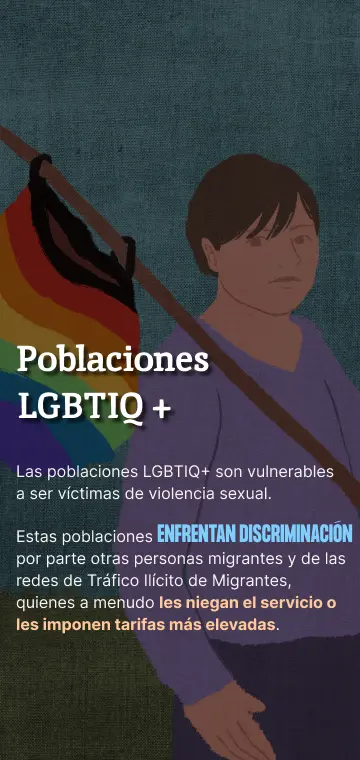 Poblaciones
LGBTIQ +
Las poblaciones LGBTIQ+ son vulnerables
a ser víctimas de violencia sexual.
Estas poblaciones ENFRENTAN DISCRIMINACIÓN
por parte otras personas migrantes y de las
redes de Tráfico Ilícito de Migrantes,
quienes a menudo les niegan el servicio o
les imponen tarifas más elevadas.